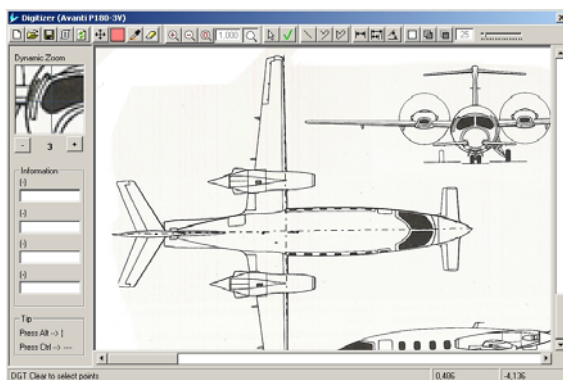 Digitizer (Avanti P180-3V)
1.000
25
Dynamic Zoom
-
3
+
Information
(-)
(-)
(-)
(-)
Tip
Press Alt --> |
Press Ctrl --> ---
DGT Clear to select points
0,486
-4,136